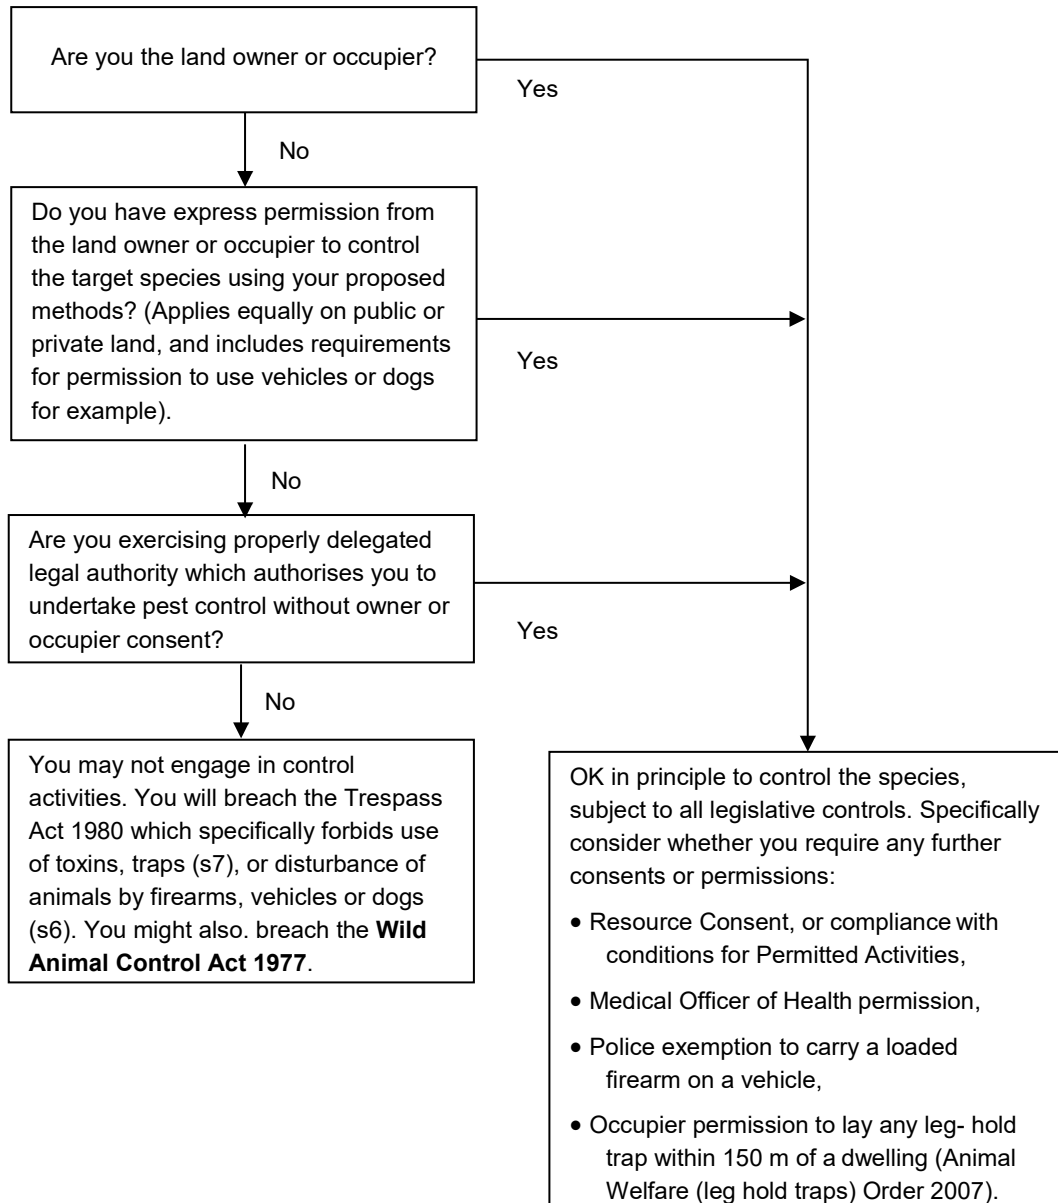 Are you the land owner or occupier?
Yes
No
Do you have express permission from
the land owner or occupier to control
the target species using your proposed
methods? (Applies equally on public or
private land, and includes requirements
for permission to use vehicles or dogs
for example).
Yes
No
Are you exercising properly delegated
legal authority which authorises you to
undertake pest control without owner or
occupier consent?
Yes
No
You may not engage in control
activities. You will breach the Trespass
Act 1980 which specifically forbids use
of toxins, traps (s7), or disturbance of
animals by firearms, vehicles or dogs
(s6). You might also. breach the Wild
Animal Control Act 1977.
OK in principle to control the species,
subject to all legislative controls. Specifically
consider whether you require any further
consents or permissions:
• Resource Consent, or compliance with
conditions for Permitted Activities,
• Medical Officer of Health permission,
• Police exemption to carry a loaded
firearm on a vehicle,
• Occupier permission to lay any leg- hold
trap within 150 m of a dwelling (Animal
Welfare (leg hold traps) Order 2007).